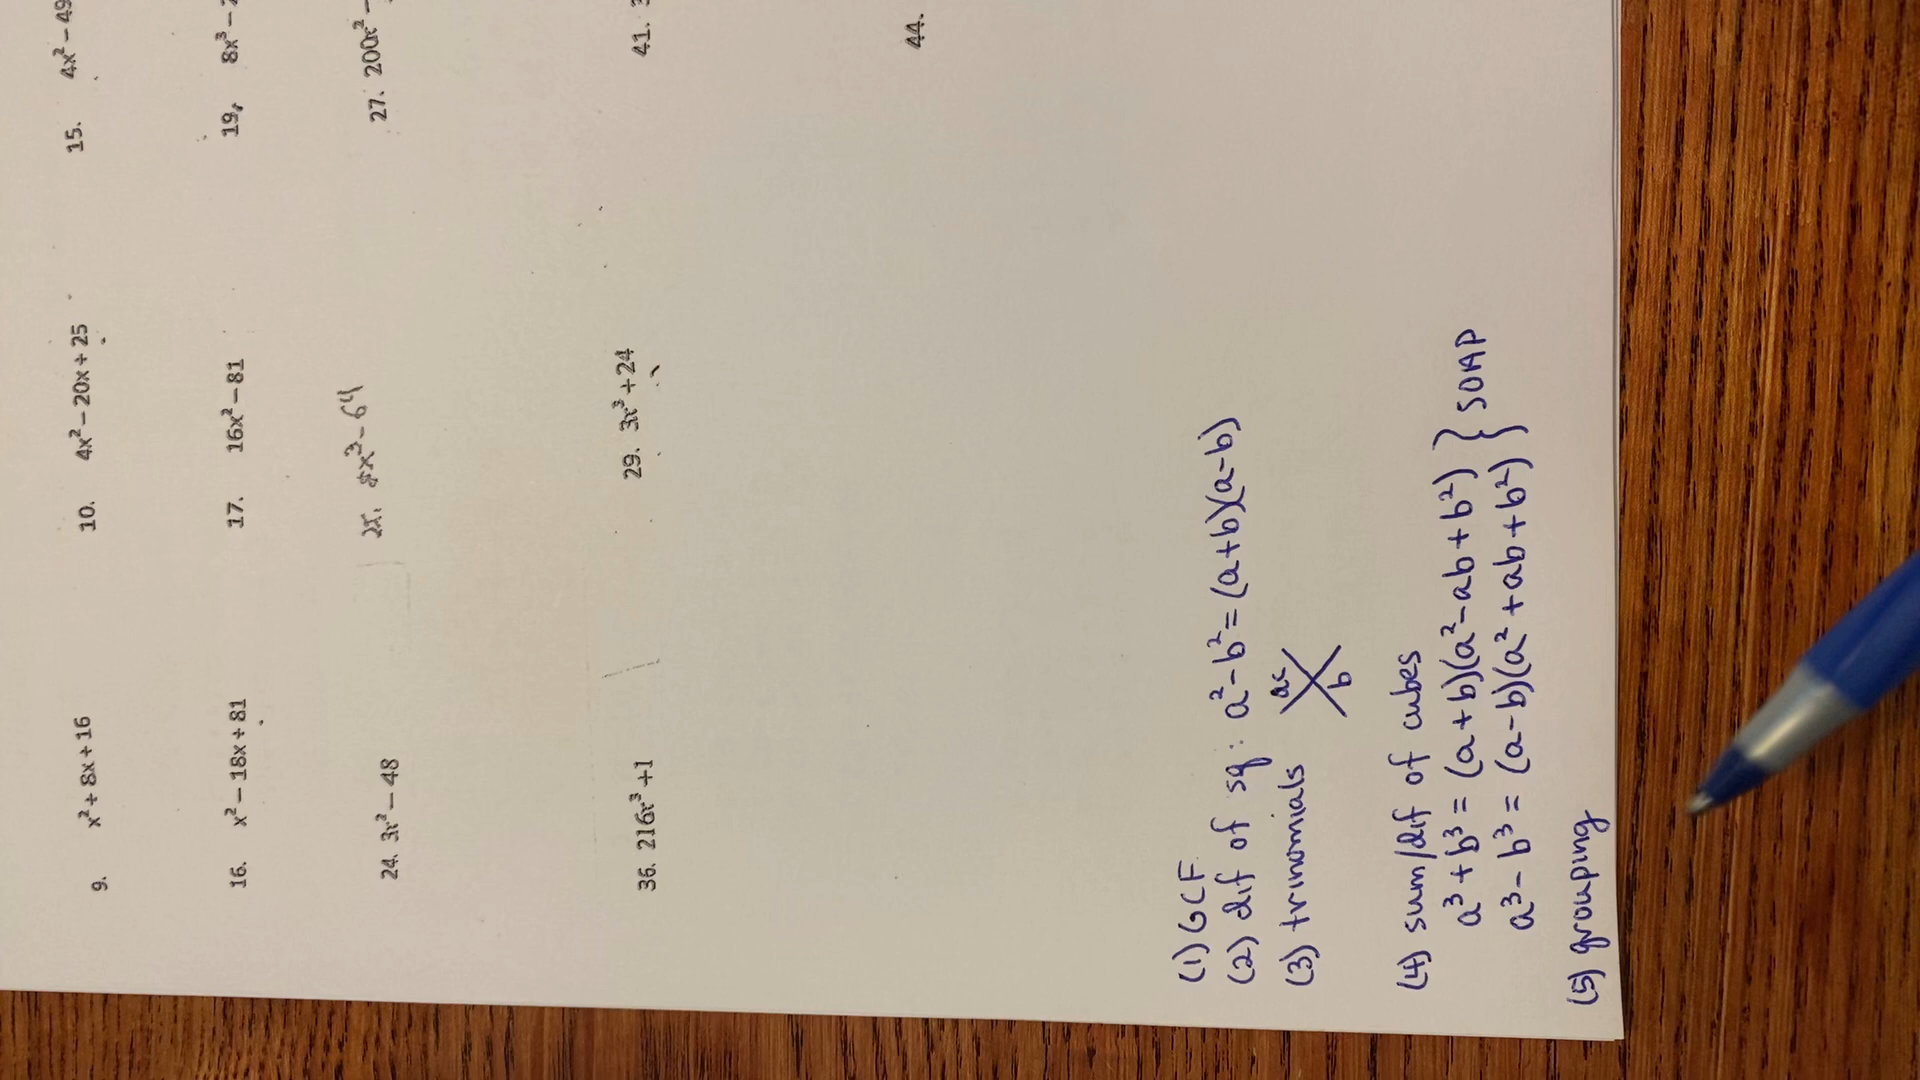 9. x² + 8x + 16 10. 4x² − 20x + 25 15. 4x² − 49
16. x² − 18x + 81 17. 16x² − 81 19. 8x³ −
24. 3x² − 48 25. x³ − 64 27. 200x² −
36. 216x³ + 1 29. 3x³ + 24 41.
44.
(1) GCF
(2) dif of sq: a² − b² = (a+b)(a−b)
(3) trinomials ac b
(4) sum/dif of cubes
a³ + b³ = (a+b)(a² − ab + b²) } SOAP
a³ − b³ = (a−b)(a² + ab + b²) }
(5) grouping